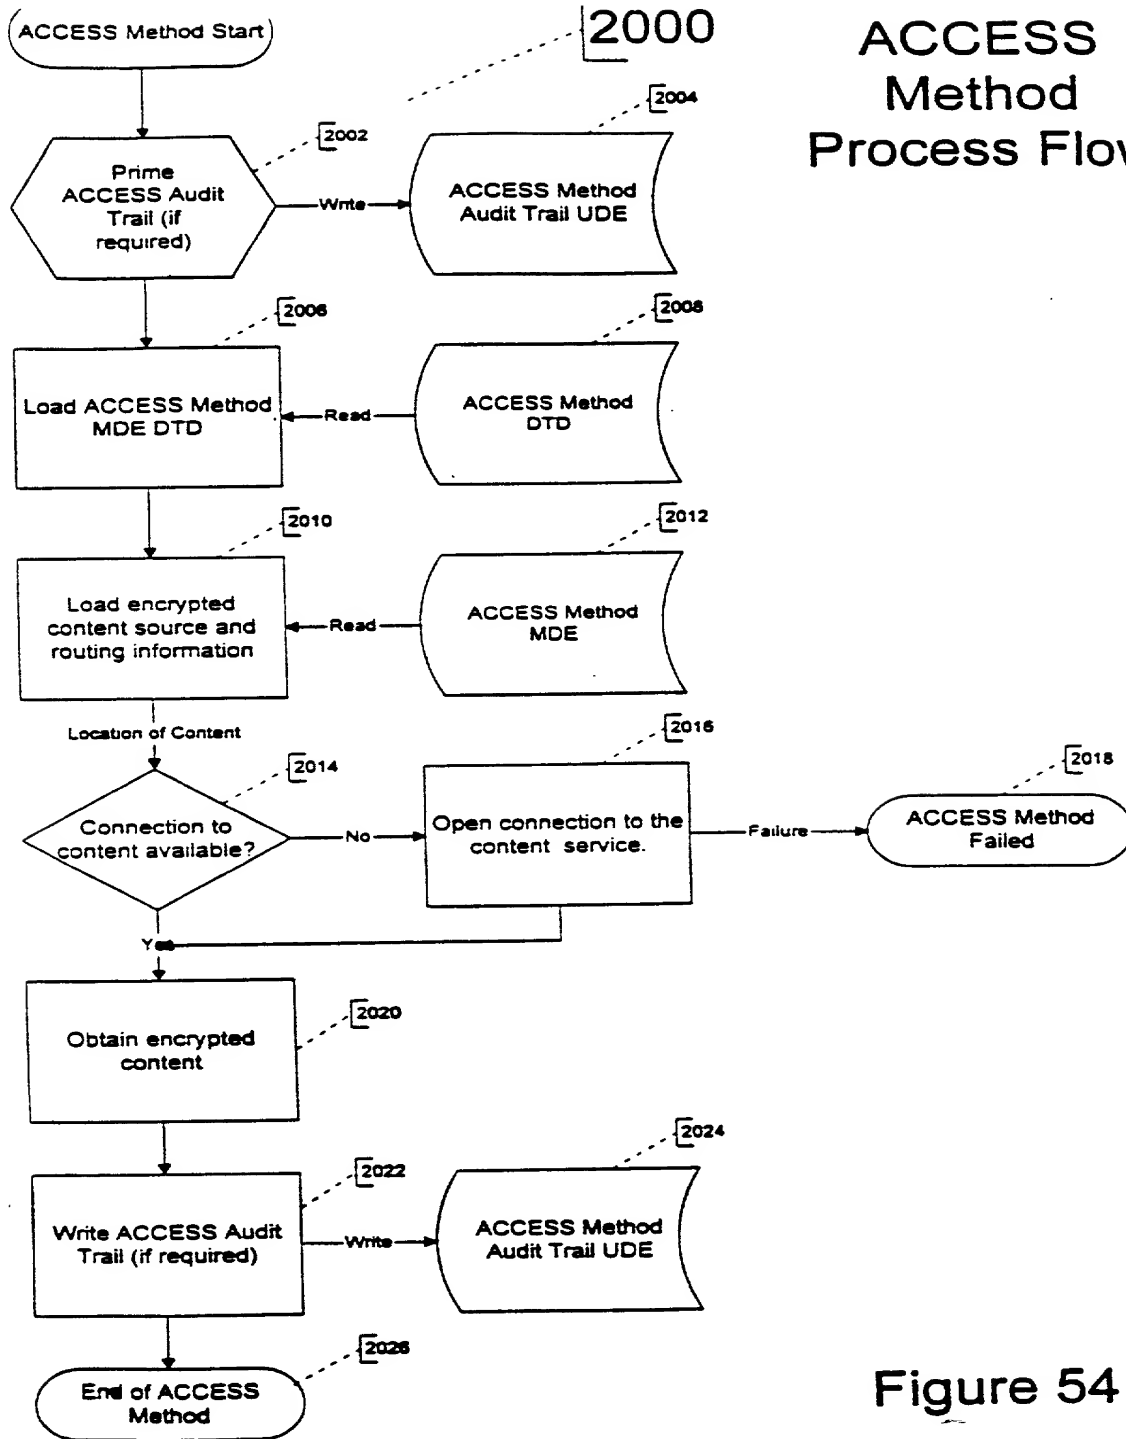 ACCESS Method Start
2000
ACCESS
Method
Process Flow
2002
2004
Prime
ACCESS Audit
Trail (if
required)
Write
ACCESS Method
Audit Trail UDE
2006
2008
Load ACCESS Method
MDE DTD
Read
ACCESS Method
DTD
2010
2012
Load encrypted
content source and
routing information
Read
ACCESS Method
MDE
Location of Content
2014
2016
2018
Connection to
content available?
No
Open connection to the
content service.
Failure
ACCESS Method
Failed
Yes
2020
Obtain encrypted
content
2022
2024
Write ACCESS Audit
Trail (if required)
Write
ACCESS Method
Audit Trail UDE
2026
End of ACCESS
Method
Figure 54